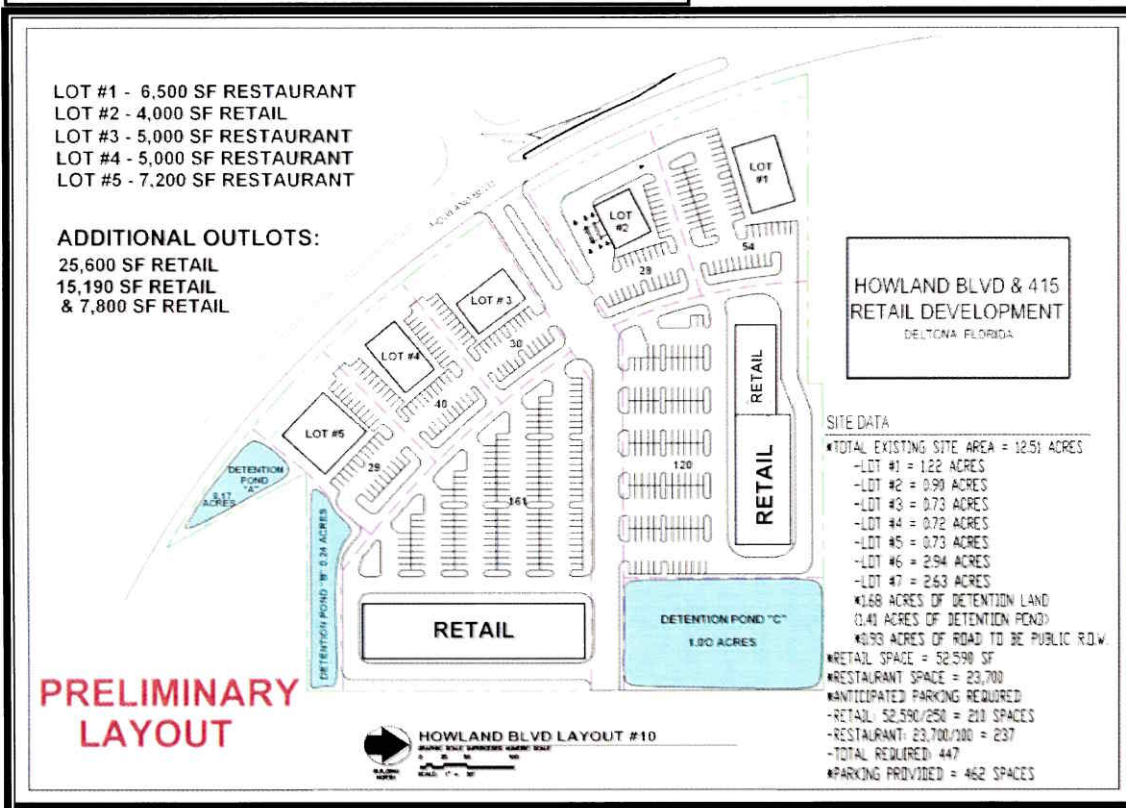 LOT #1 - 6,500 SF RESTAURANT
LOT #2 - 4,000 SF RETAIL
LOT #3 - 5,000 SF RESTAURANT
LOT #4 - 5,000 SF RESTAURANT
LOT #5 - 7,200 SF RESTAURANT
ADDITIONAL OUTLOTS:
25,600 SF RETAIL
15,190 SF RETAIL
& 7,800 SF RETAIL
HOWLAND BLVD
LOT
#1
LOT
#2
54
28
LOT #3
30
LOT #4
40
LOT #5
29
161
120
RETAIL
RETAIL
RETAIL
DETENTION
POND
"A"
0.17
ACRES
DETENTION POND "B" 0.24 ACRES
DETENTION POND "C"
1.00 ACRES
HOWLAND BLVD & 415
RETAIL DEVELOPMENT
DELTONA FLORIDA
SITE DATA
*TOTAL EXISTING SITE AREA = 12.51 ACRES
-LOT #1 = 1.22 ACRES
-LOT #2 = 0.90 ACRES
-LOT #3 = 0.73 ACRES
-LOT #4 = 0.72 ACRES
-LOT #5 = 0.73 ACRES
-LOT #6 = 2.94 ACRES
-LOT #7 = 2.63 ACRES
*1.68 ACRES OF DETENTION LAND
(1.41 ACRES OF DETENTION POND)
*0.93 ACRES OF ROAD TO BE PUBLIC R.O.W.
*RETAIL SPACE = 52,590 SF
*RESTAURANT SPACE = 23,700
*ANTICIPATED PARKING REQUIRED
-RETAIL: 52,590/250 = 210 SPACES
-RESTAURANT: 23,700/100 = 237
-TOTAL REQUIRED: 447
*PARKING PROVIDED = 462 SPACES
PRELIMINARY
LAYOUT
HOWLAND BLVD LAYOUT #10